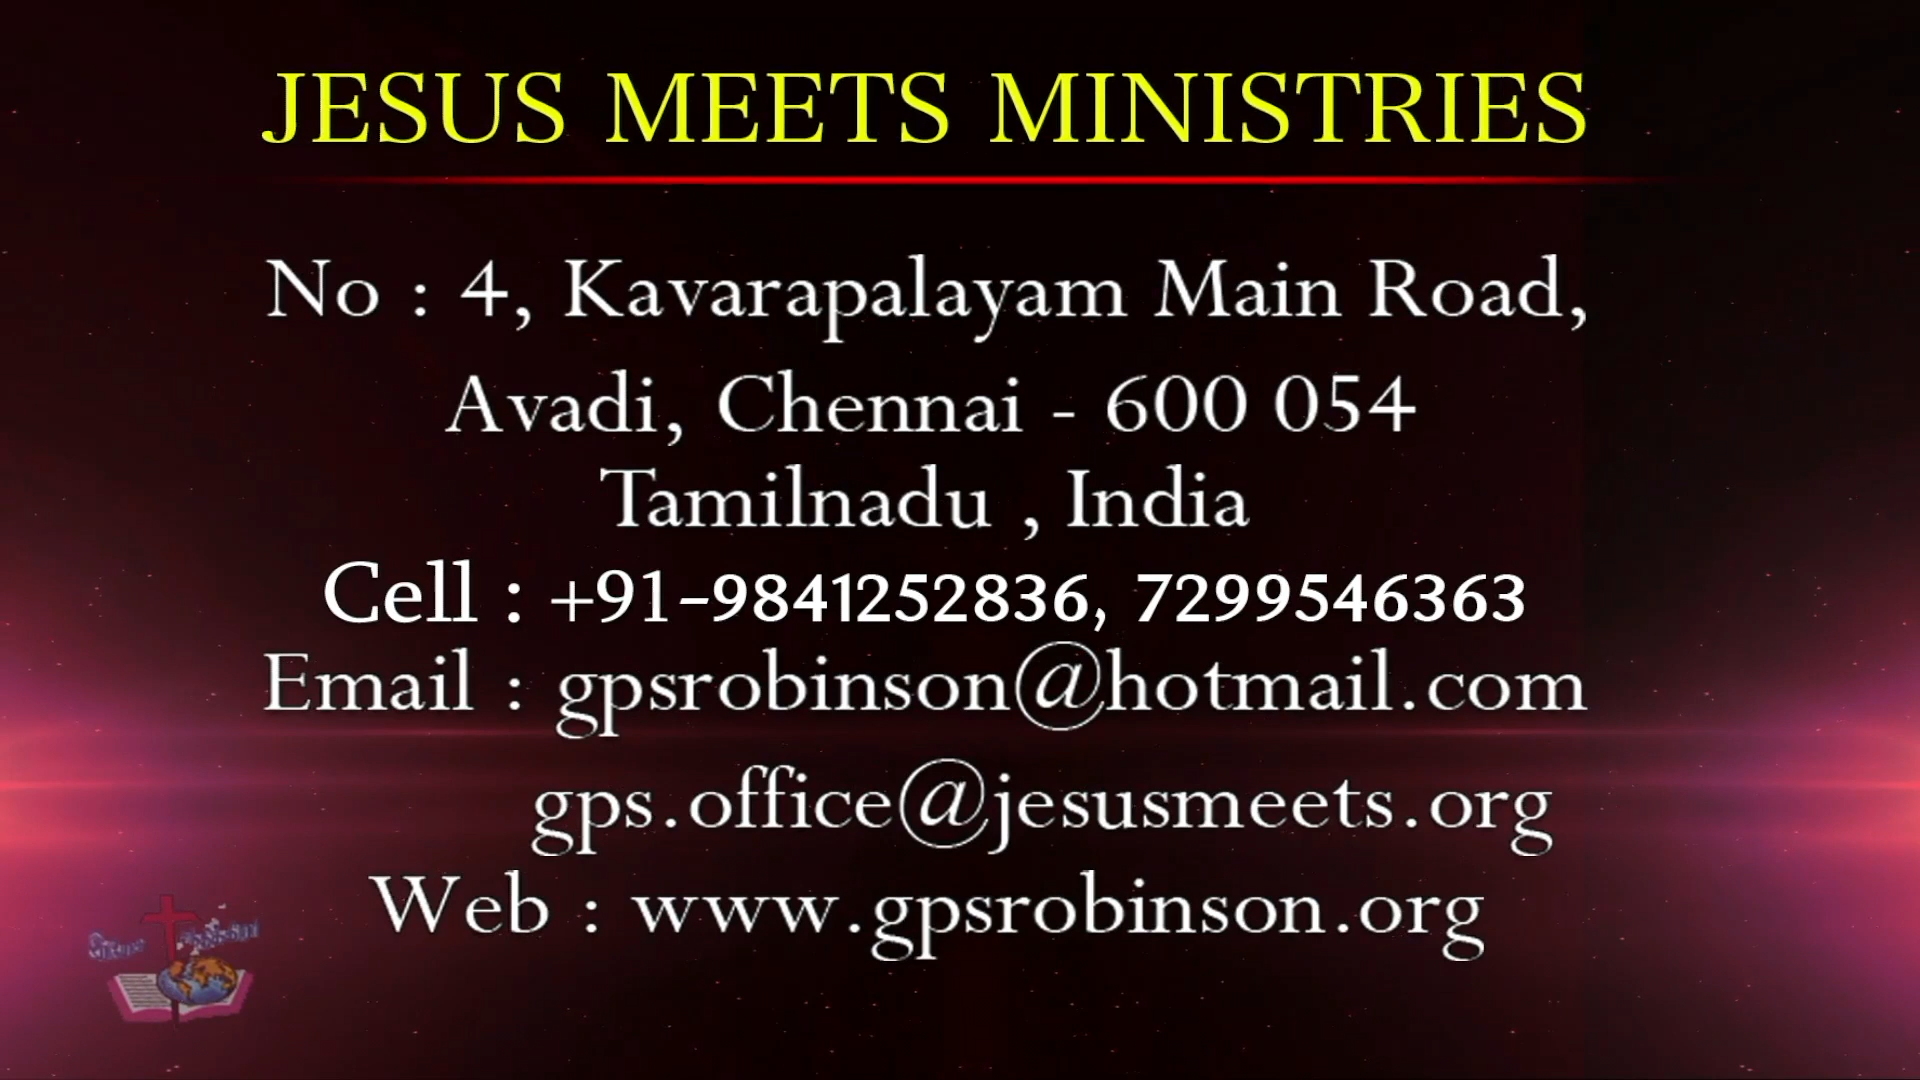 JESUS MEETS MINISTRIES
No : 4, Kavarapalayam Main Road,
Avadi, Chennai - 600 054
Tamilnadu , India
Cell : +91-9841252836, 7299546363
Email : gpsrobinson@hotmail.com
gps.office@jesusmeets.org
Web : www.gpsrobinson.org